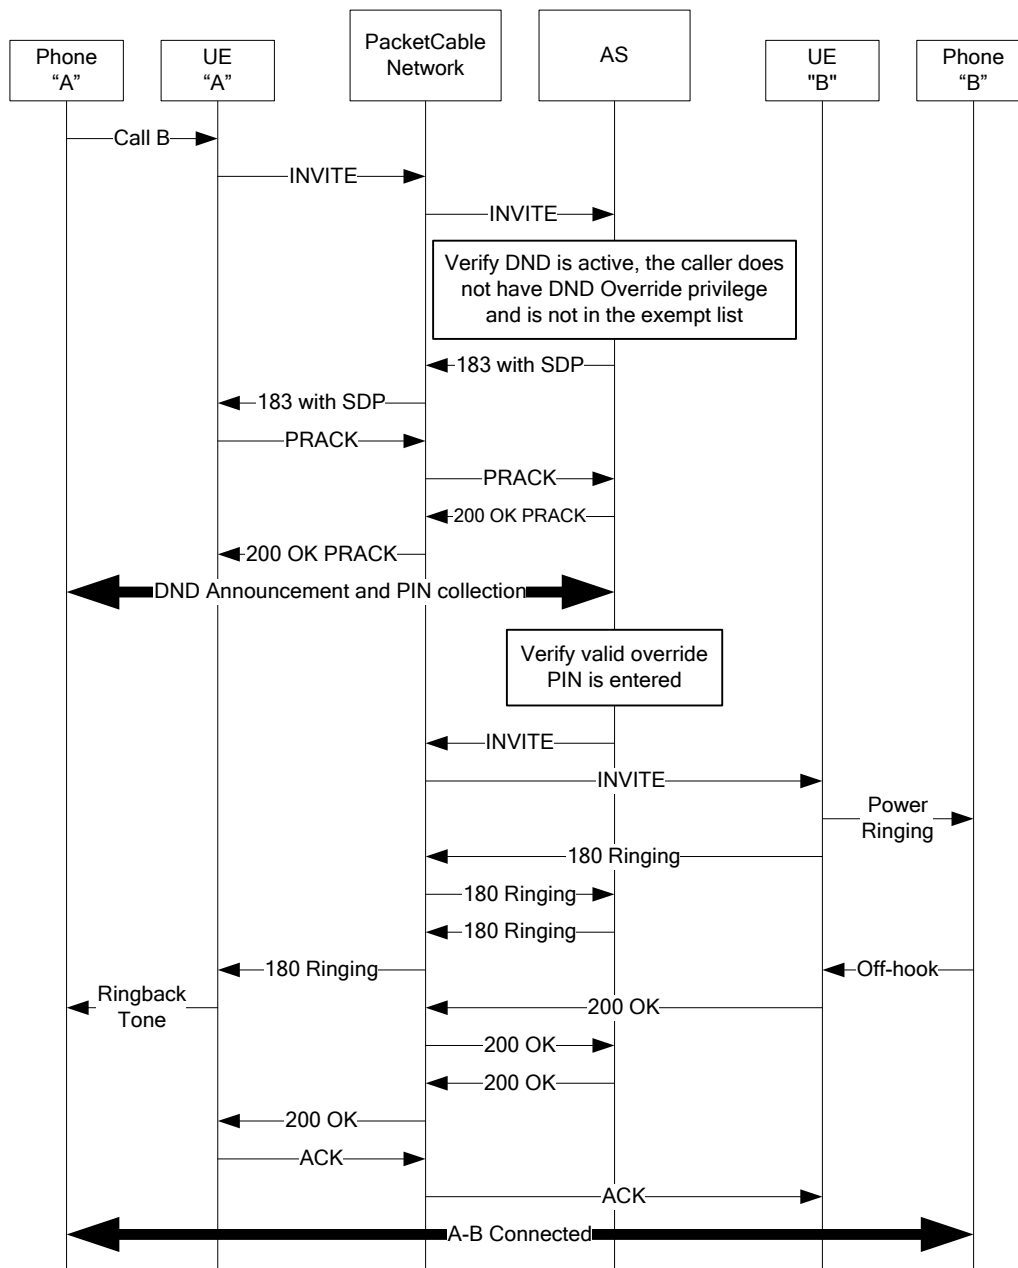 Phone
“A”
UE
“A”
PacketCable
Network
AS
UE
"B"
Phone
“B”
Call B
INVITE
INVITE
Verify DND is active, the caller does
not have DND Override privilege
and is not in the exempt list
183 with SDP
183 with SDP
PRACK
PRACK
200 OK PRACK
200 OK PRACK
DND Announcement and PIN collection
Verify valid override
PIN is entered
INVITE
INVITE
Power
Ringing
180 Ringing
180 Ringing
180 Ringing
180 Ringing
Off-hook
Ringback
Tone
200 OK
200 OK
200 OK
200 OK
ACK
ACK
A-B Connected